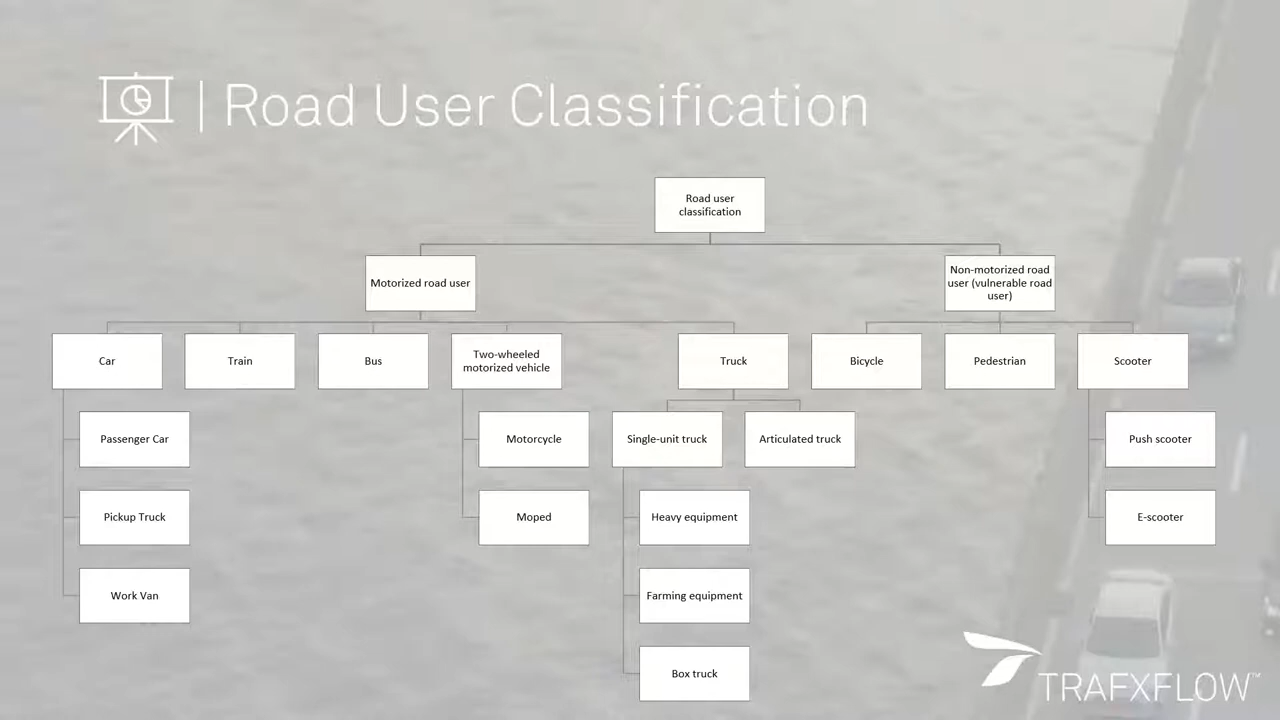 | Road User Classification
Road user
classification
Motorized road user
Non-motorized road
user (vulnerable road
user)
Car
Train
Bus
Two-wheeled
motorized vehicle
Truck
Bicycle
Pedestrian
Scooter
Passenger Car
Motorcycle
Single-unit truck
Articulated truck
Push scooter
Pickup Truck
Moped
Heavy equipment
E-scooter
Work Van
Farming equipment
Box truck
TRAFXFLOW™